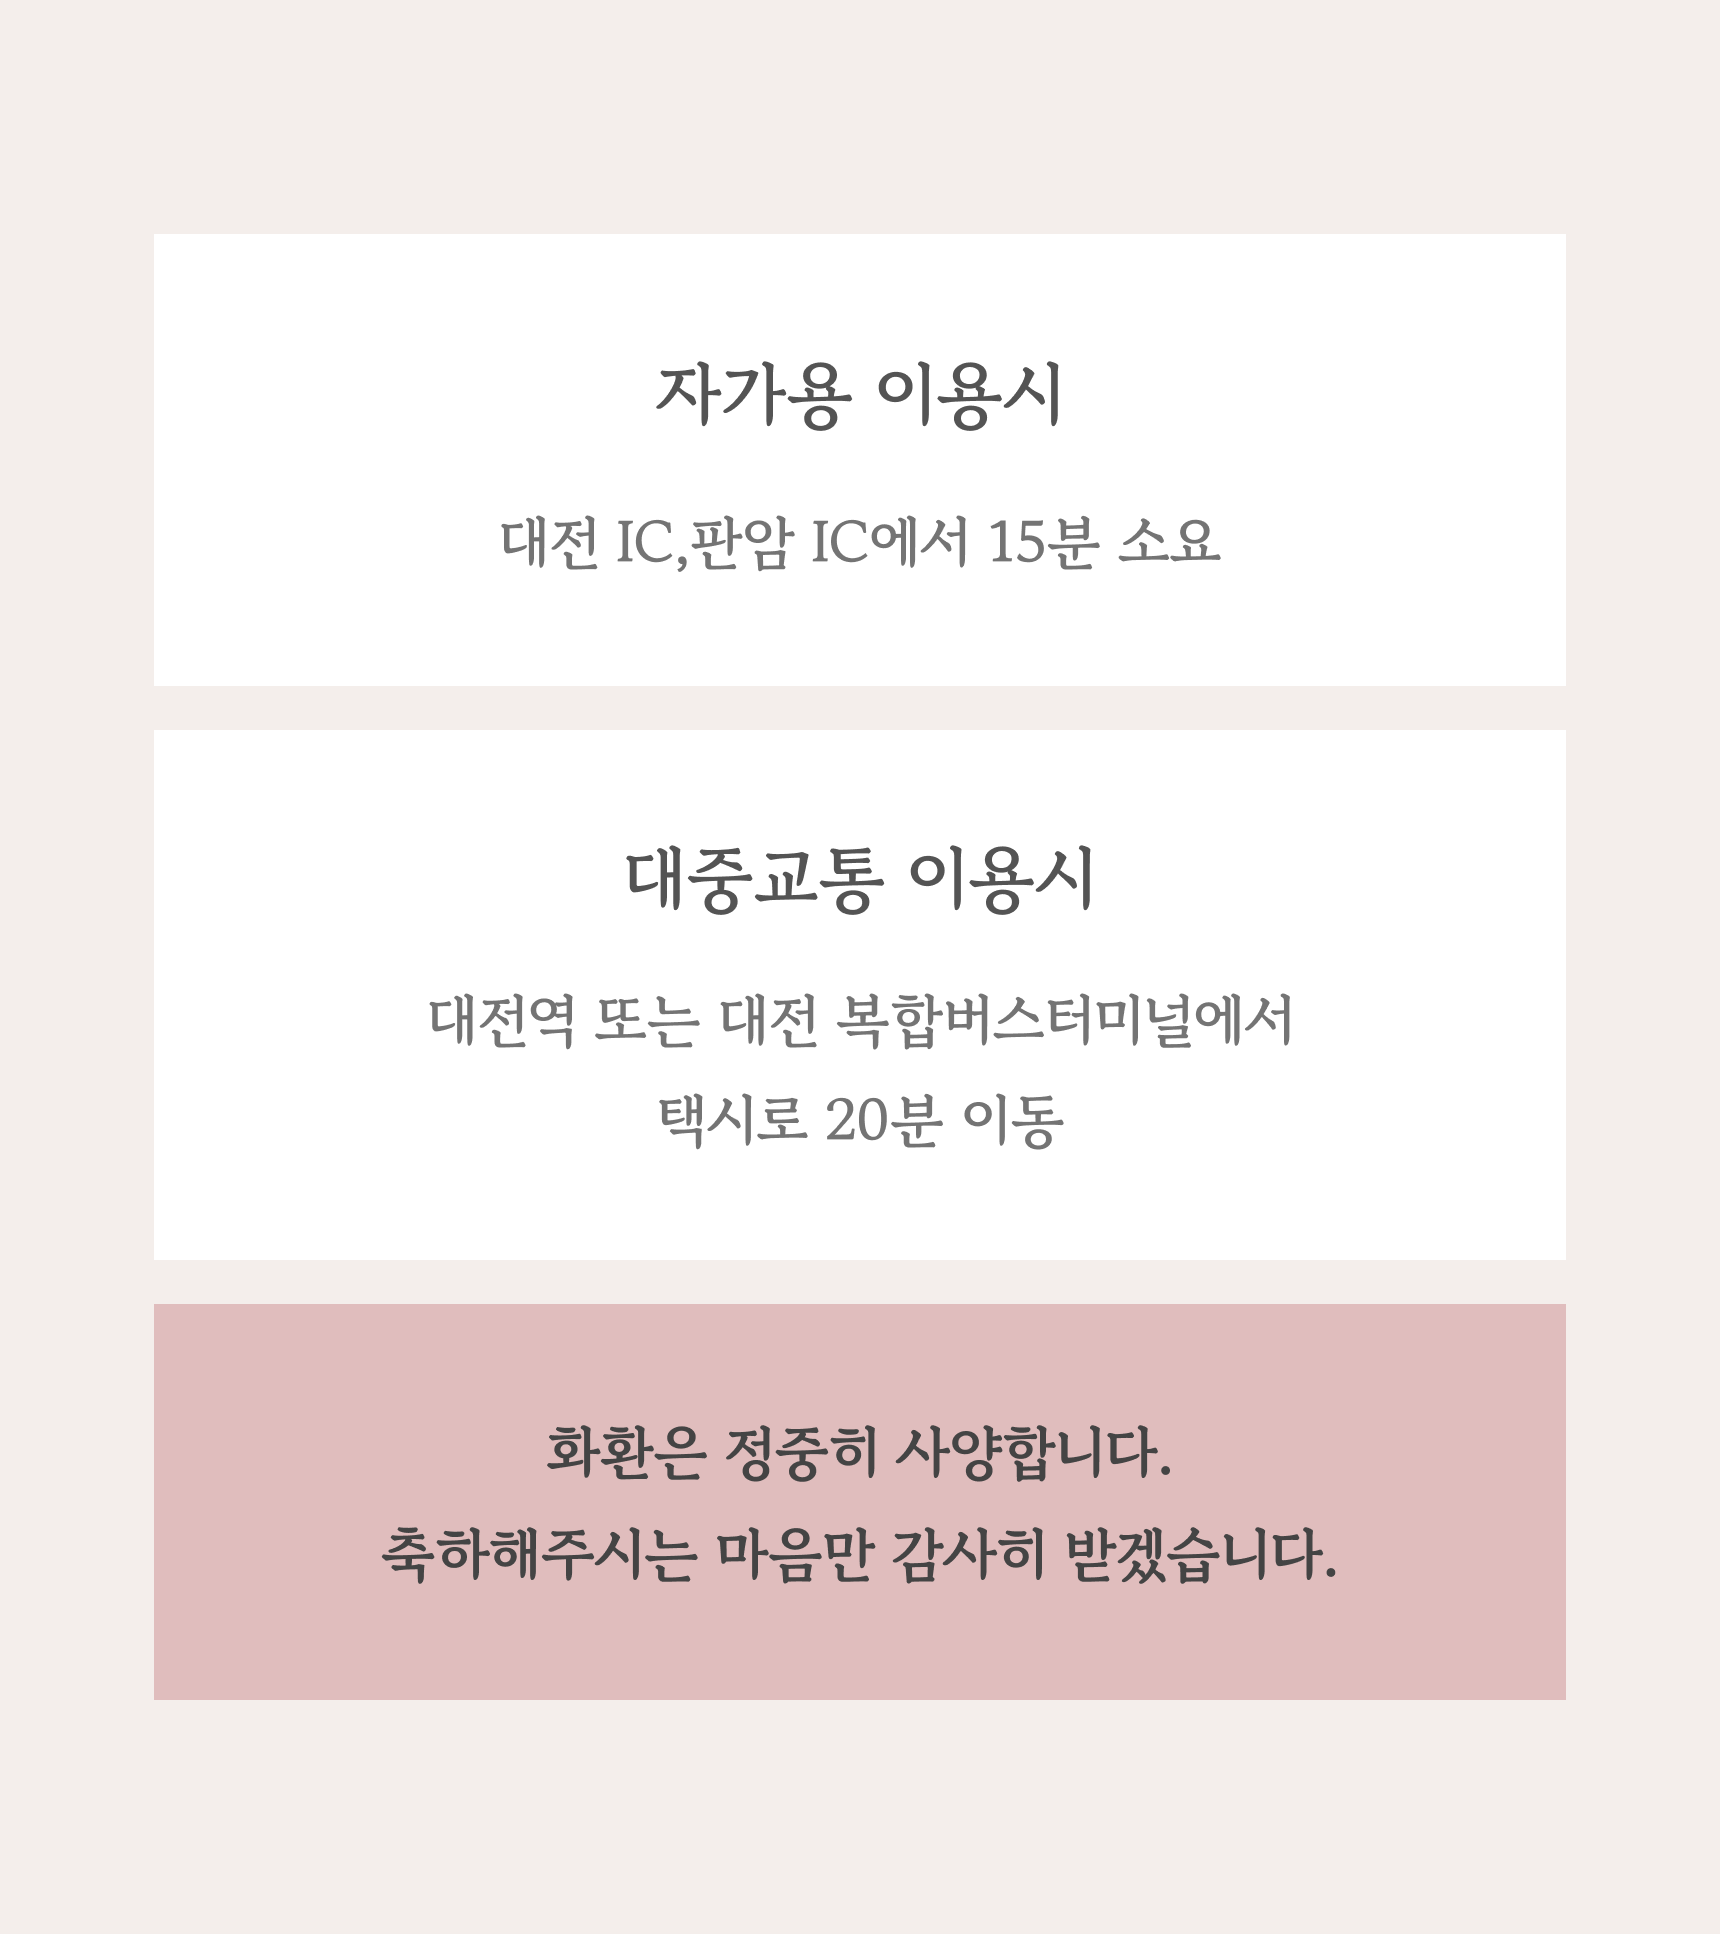 자가용 이용시
대전 IC,판암 IC에서 15분 소요
대중교통 이용시
대전역 또는 대전 복합버스터미널에서
택시로 20분 이동
화환은 정중히 사양합니다.
축하해주시는 마음만 감사히 받겠습니다.